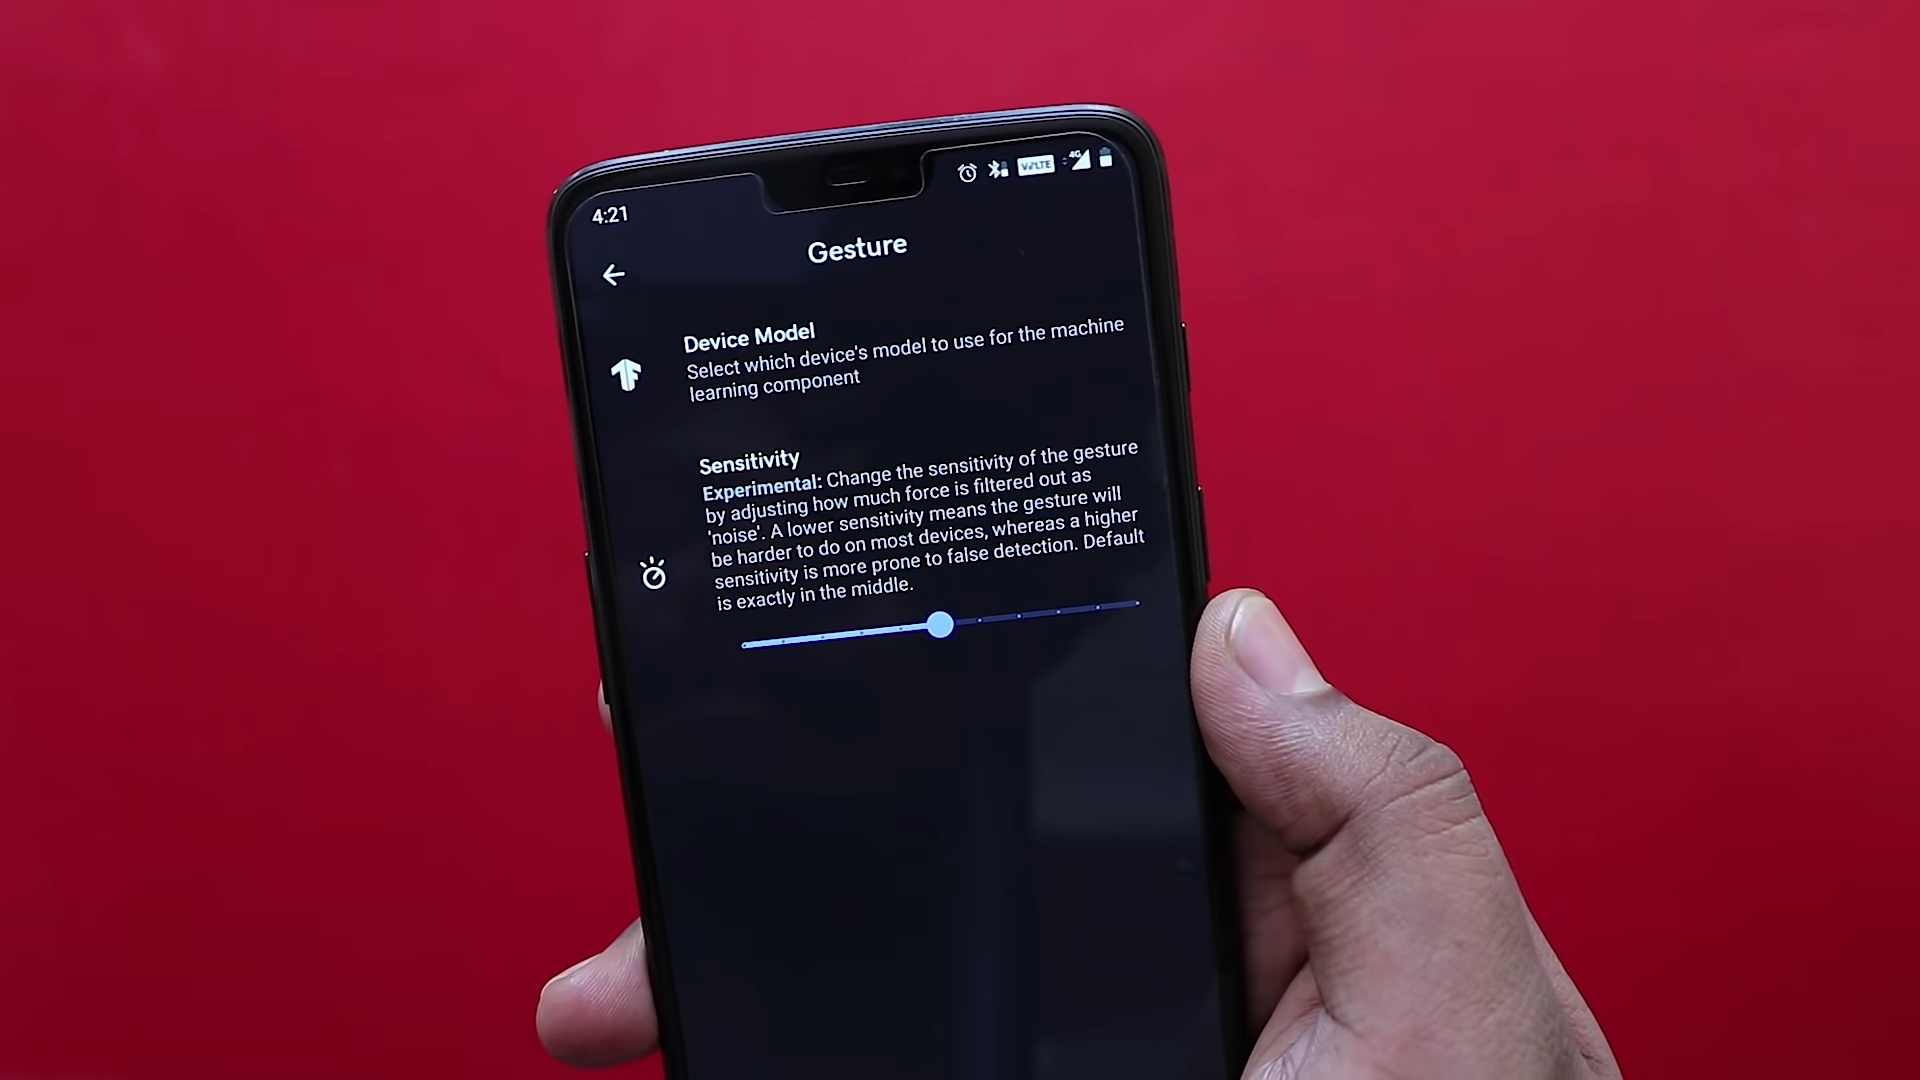 4:21
VoLTE
4G
Gesture
Device Model
Select which device's model to use for the machine
learning component
Sensitivity
Experimental: Change the sensitivity of the gesture
by adjusting how much force is filtered out as
'noise'. A lower sensitivity means the gesture will
be harder to do on most devices, whereas a higher
sensitivity is more prone to false detection. Default
is exactly in the middle.